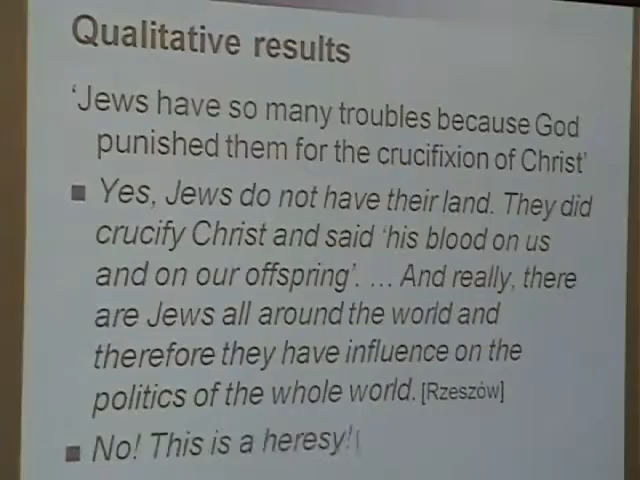 Qualitative results
'Jews have so many troubles because God
punished them for the crucifixion of Christ'
Yes, Jews do not have their land. They did
crucify Christ and said 'his blood on us
and on our offspring'. ... And really, there
are Jews all around the world and
therefore they have influence on the
politics of the whole world. [Rzeszów]
No! This is a heresy! [